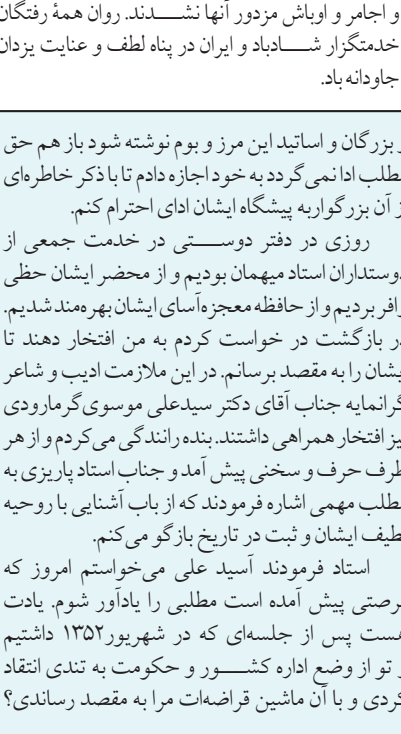 و اجامر و اوباش مزدور آنها نشدند. روان همهٔ رفتگان
خدمتگزار شادباد و ایران در پناه لطف و عنایت یزدان
جاودانه باد.
و بزرگان و اساتید این مرز و بوم نوشته شود باز هم حق
مطلب ادا نمی‌گردد به خود اجازه دادم تا با ذکر خاطره‌ای
از آن بزرگوار به پیشگاه ایشان ادای احترام کنم.
روزی در دفتر دوستی در خدمت جمعی از
دوستداران استاد میهمان بودیم و از محضر ایشان حظی
وافر بردیم و از حافظه معجزه‌آسای ایشان بهره‌مند شدیم.
در بازگشت در خواست کردم به من افتخار دهند تا
ایشان را به مقصد برسانم. در این ملازمت ادیب و شاعر
گرانمایه جناب آقای دکتر سیدعلی موسوی‌گرمارودی
نیز افتخار همراهی داشتند. بنده رانندگی می‌کردم و از هر
طرف حرف و سخنی پیش آمد و جناب استاد پاریزی به
مطلب مهمی اشاره فرمودند که از باب آشنایی با روحیه
لطیف ایشان و ثبت در تاریخ بازگو می‌کنم.
استاد فرمودند آسید علی می‌خواستم امروز که
فرصتی پیش آمده است مطلبی را یادآور شوم. یادت
هست پس از جلسه‌ای که در شهریور۱۳۵۲ داشتیم
و تو از وضع اداره کشور و حکومت به تندی انتقاد
کردی و با آن ماشین قراضه‌ات مرا به مقصد رساندی؟